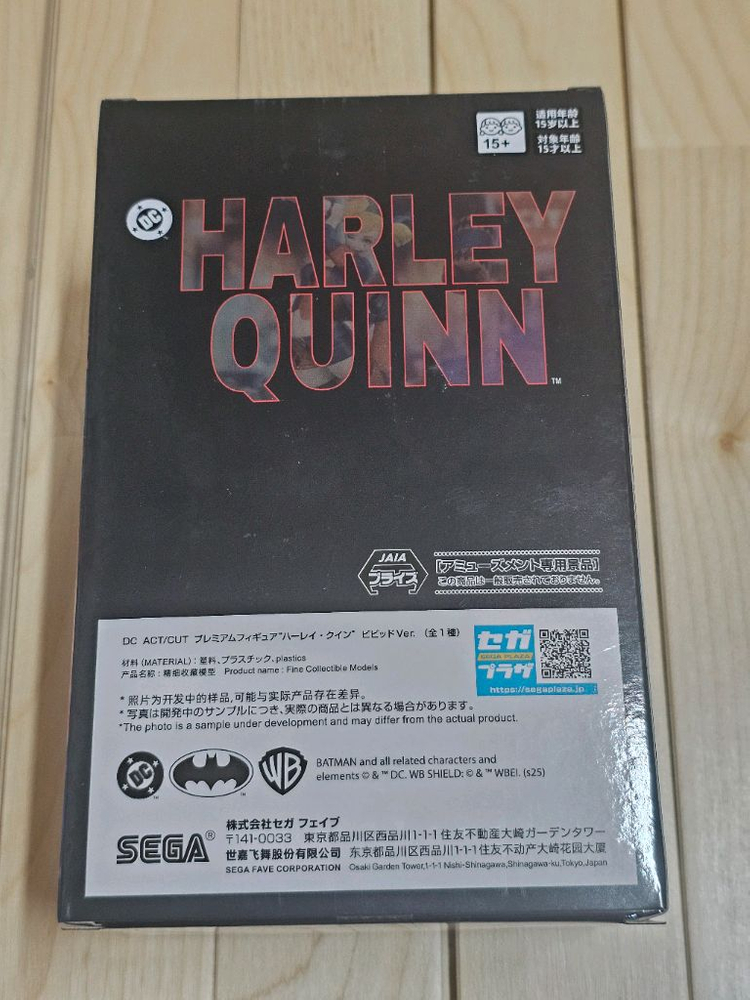 15+
适用年龄
15岁以上
対象年齢
15才以上
DC
HARLEY
QUINN™
JAIA
プライズ
[アミューズメント専用景品]
この商品は一般販売されておりません。
DC ACT/CUT プレミアムフィギュア"ハーレイ・クイン" ビビッドVer. (全1種)
材料 (MATERIAL) : 塑料、プラスチック、plastics
产品名称 : 精细收藏模型 Product name : Fine Collectible Models
セガ
SEGA PLAZA
プラザ
https://segaplaza.jp
* 照片为开发中的样品,可能与实际产品存在差异。
* 写真は開発中のサンプルにつき、実際の商品とは異なる場合があります。
*The photo is a sample under development and may differ from the actual product.
DC
WB
BATMAN and all related characters and
elements © & ™ DC. WB SHIELD: © & ™ WBEI. (s25)
SEGA®
株式会社セガ フェイブ
〒141-0033 東京都品川区西品川1-1-1 住友不動産大崎ガーデンタワー
世嘉飞舞股份有限公司 东京都品川区西品川1-1-1 住友不动产大崎花园大厦
SEGA FAVE CORPORATION Osaki Garden Tower,1-1-1 Nishi-Shinagawa,Shinagawa-ku,Tokyo,Japan